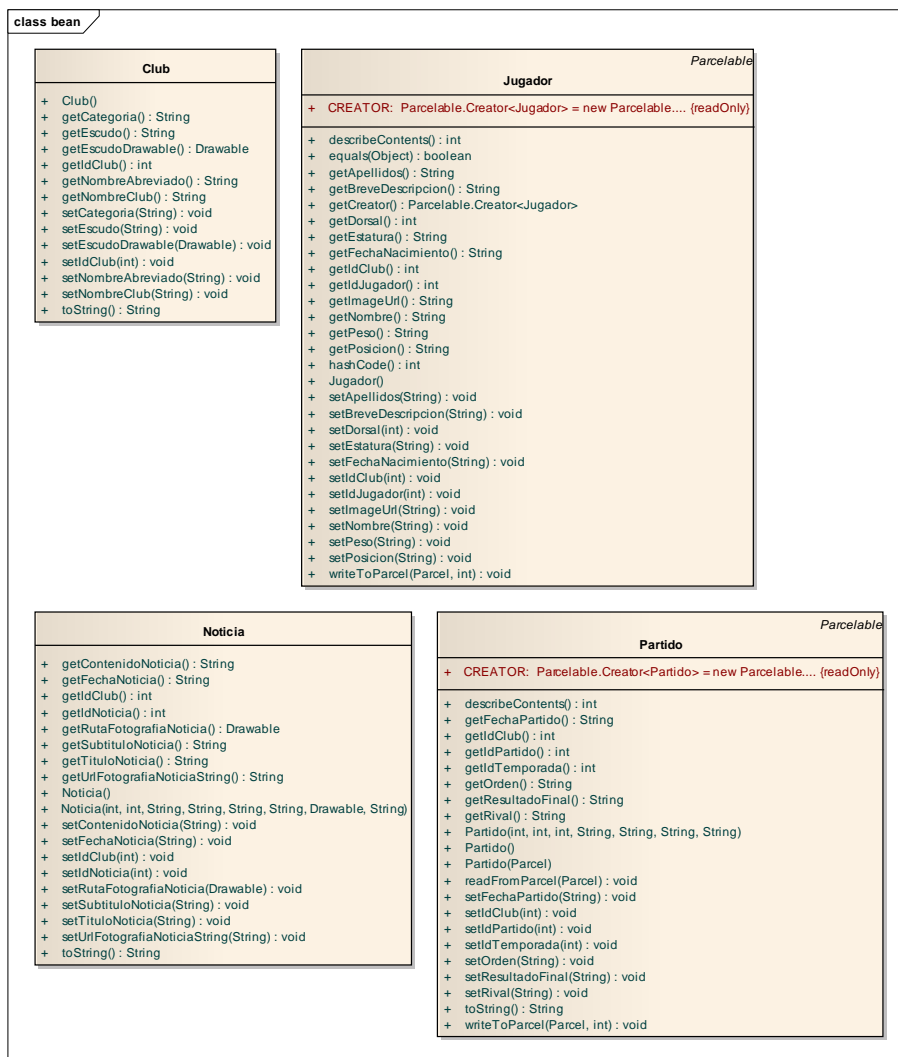 class bean
Club
+ Club()
+ getCategoria() : String
+ getEscudo() : String
+ getEscudoDrawable() : Drawable
+ getIdClub() : int
+ getNombreAbreviado() : String
+ getNombreClub() : String
+ setCategoria(String) : void
+ setEscudo(String) : void
+ setEscudoDrawable(Drawable) : void
+ setIdClub(int) : void
+ setNombreAbreviado(String) : void
+ setNombreClub(String) : void
+ toString() : String
Parcelable
Jugador
+ CREATOR: Parcelable.Creator<Jugador> = new Parcelable.... {readOnly}
+ describeContents() : int
+ equals(Object) : boolean
+ getApellidos() : String
+ getBreveDescripcion() : String
+ getCreator() : Parcelable.Creator<Jugador>
+ getDorsal() : int
+ getEstatura() : String
+ getFechaNacimiento() : String
+ getIdClub() : int
+ getIdJugador() : int
+ getImageUrl() : String
+ getNombre() : String
+ getPeso() : String
+ getPosicion() : String
+ hashCode() : int
+ Jugador()
+ setApellidos(String) : void
+ setBreveDescripcion(String) : void
+ setDorsal(int) : void
+ setEstatura(String) : void
+ setFechaNacimiento(String) : void
+ setIdClub(int) : void
+ setIdJugador(int) : void
+ setImageUrl(String) : void
+ setNombre(String) : void
+ setPeso(String) : void
+ setPosicion(String) : void
+ writeToParcel(Parcel, int) : void
Noticia
+ getContenidoNoticia() : String
+ getFechaNoticia() : String
+ getIdClub() : int
+ getIdNoticia() : int
+ getRutaFotografiaNoticia() : Drawable
+ getSubtituloNoticia() : String
+ getTituloNoticia() : String
+ getUrlFotografiaNoticiaString() : String
+ Noticia()
+ Noticia(int, int, String, String, String, String, Drawable, String)
+ setContenidoNoticia(String) : void
+ setFechaNoticia(String) : void
+ setIdClub(int) : void
+ setIdNoticia(int) : void
+ setRutaFotografiaNoticia(Drawable) : void
+ setSubtituloNoticia(String) : void
+ setTituloNoticia(String) : void
+ setUrlFotografiaNoticiaString(String) : void
+ toString() : String
Parcelable
Partido
+ CREATOR: Parcelable.Creator<Partido> = new Parcelable.... {readOnly}
+ describeContents() : int
+ getFechaPartido() : String
+ getIdClub() : int
+ getIdPartido() : int
+ getIdTemporada() : int
+ getOrden() : String
+ getResultadoFinal() : String
+ getRival() : String
+ Partido(int, int, int, String, String, String, String)
+ Partido()
+ Partido(Parcel)
+ readFromParcel(Parcel) : void
+ setFechaPartido(String) : void
+ setIdClub(int) : void
+ setIdPartido(int) : void
+ setIdTemporada(int) : void
+ setOrden(String) : void
+ setResultadoFinal(String) : void
+ setRival(String) : void
+ toString() : String
+ writeToParcel(Parcel, int) : void